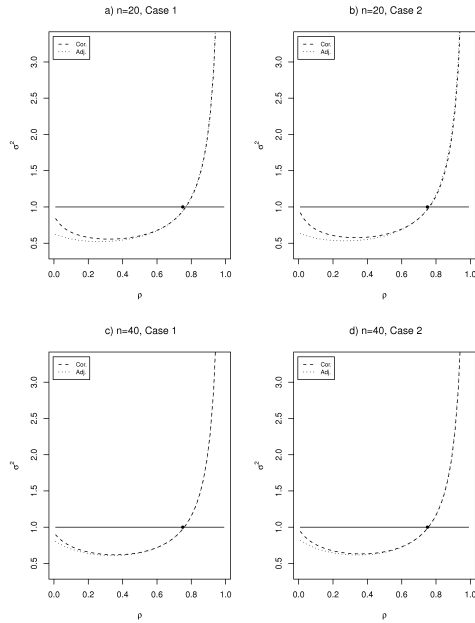 a) n=20, Case 1
Cor.
Adj.
σ²
0.5 1.0 1.5 2.0 2.5 3.0
0.0 0.2 0.4 0.6 0.8 1.0
ρ
b) n=20, Case 2
Cor.
Adj.
σ²
0.5 1.0 1.5 2.0 2.5 3.0
0.0 0.2 0.4 0.6 0.8 1.0
ρ
c) n=40, Case 1
Cor.
Adj.
σ²
0.5 1.0 1.5 2.0 2.5 3.0
0.0 0.2 0.4 0.6 0.8 1.0
ρ
d) n=40, Case 2
Cor.
Adj.
σ²
0.5 1.0 1.5 2.0 2.5 3.0
0.0 0.2 0.4 0.6 0.8 1.0
ρ